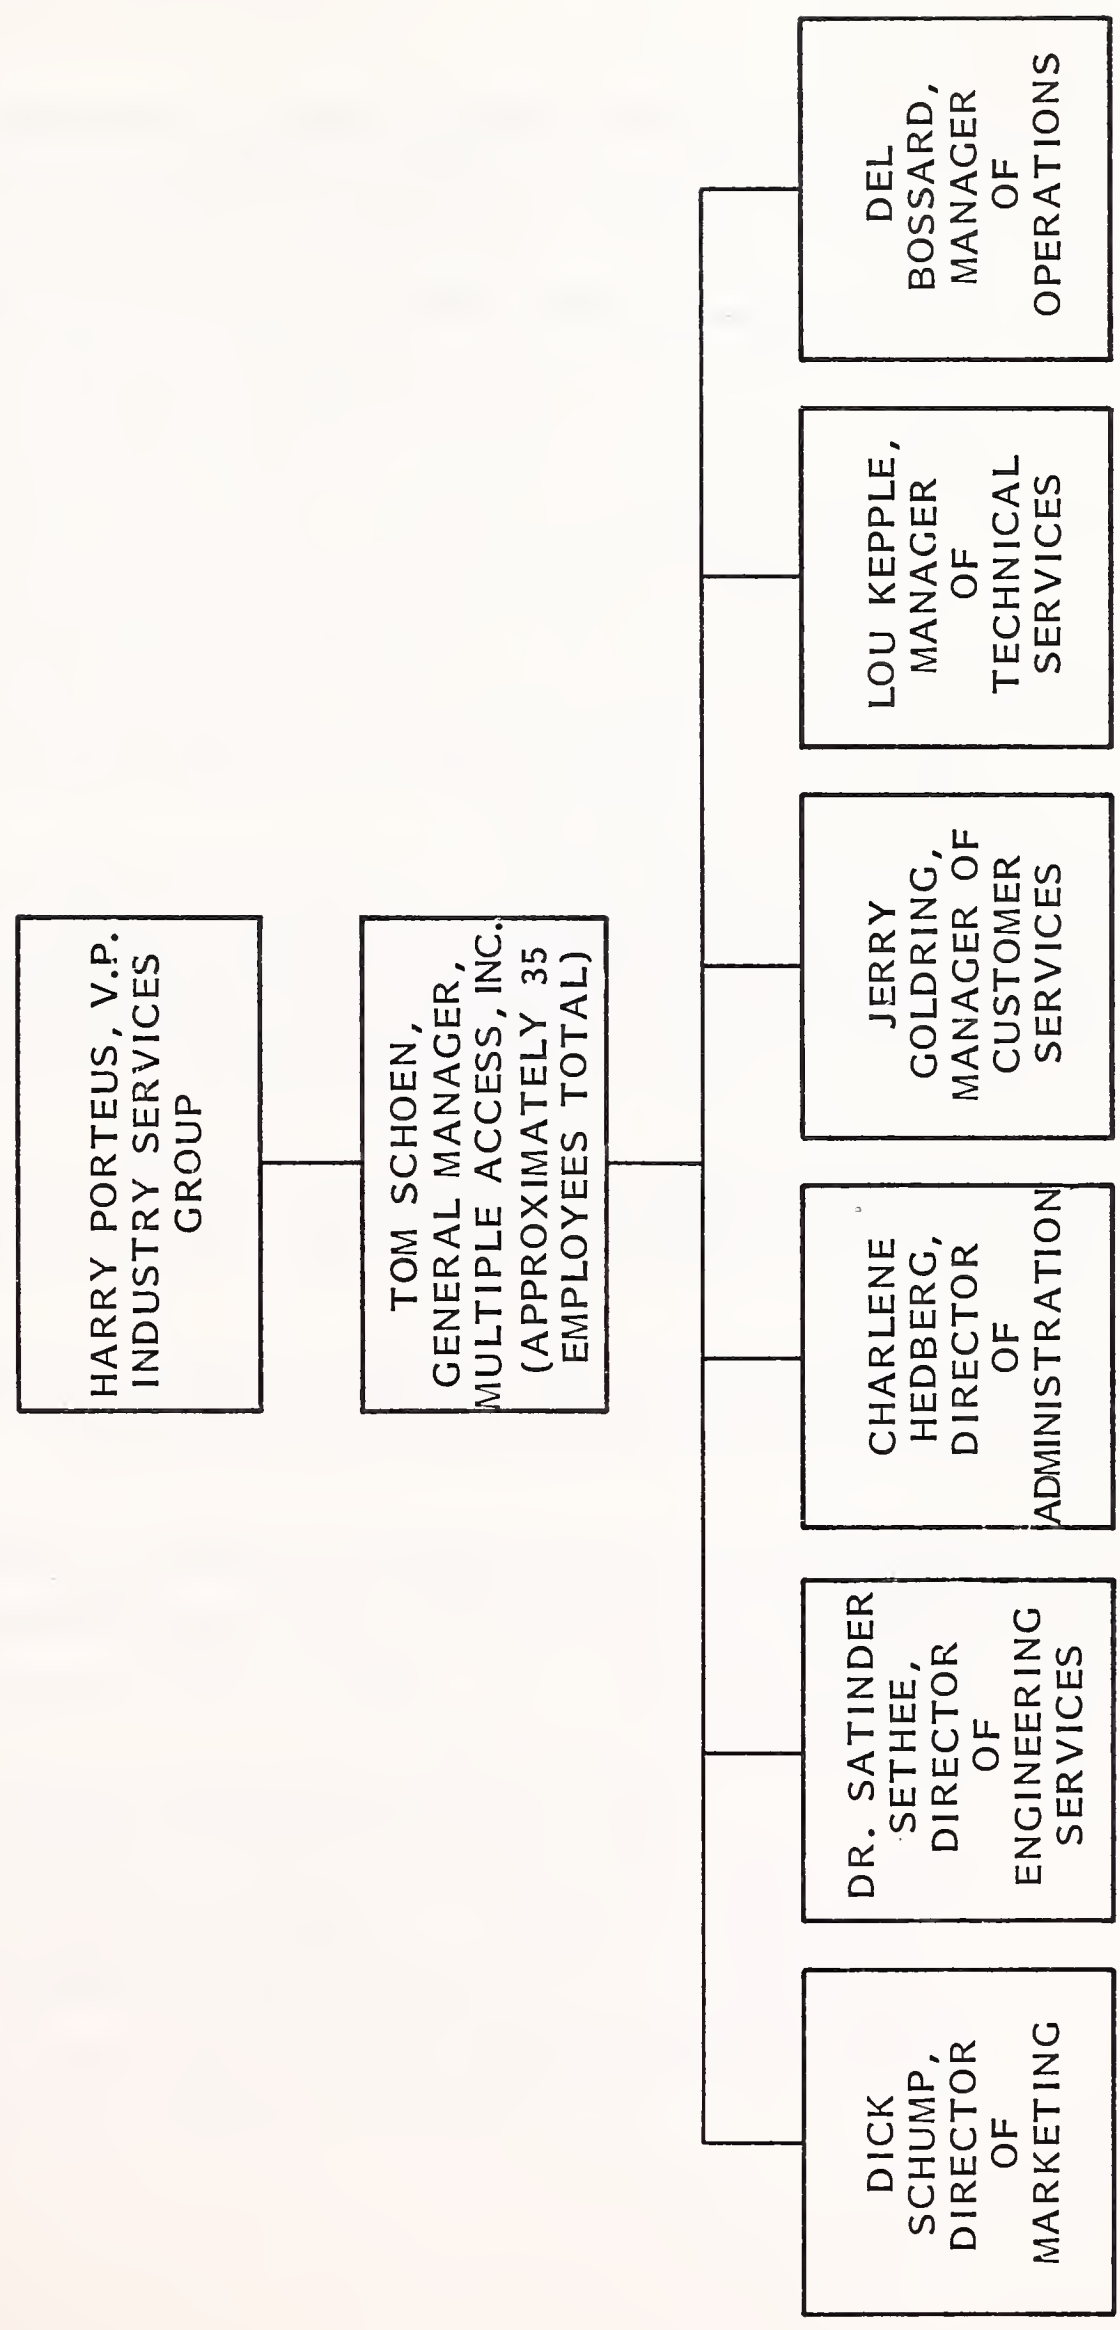 HARRY PORTEUS, V.P.
INDUSTRY SERVICES
GROUP
TOM SCHOEN,
GENERAL MANAGER,
MULTIPLE ACCESS, INC.
(APPROXIMATELY 35
EMPLOYEES TOTAL)
DICK
SCHUMP,
DIRECTOR
OF
MARKETING
DR. SATINDER
SETHEE,
DIRECTOR
OF
ENGINEERING
SERVICES
CHARLENE
HEDBERG,
DIRECTOR
OF
ADMINISTRATION
JERRY
GOLDRING,
MANAGER OF
CUSTOMER
SERVICES
LOU KEPPLE,
MANAGER
OF
TECHNICAL
SERVICES
DEL
BOSSARD,
MANAGER
OF
OPERATIONS